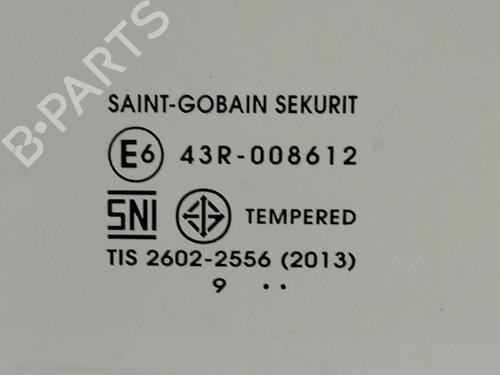 B-PARTS
SAINT-GOBAIN SEKURIT
E6 43R-008612
SNI TEMPERED
TIS 2602-2556 (2013)
9 ..